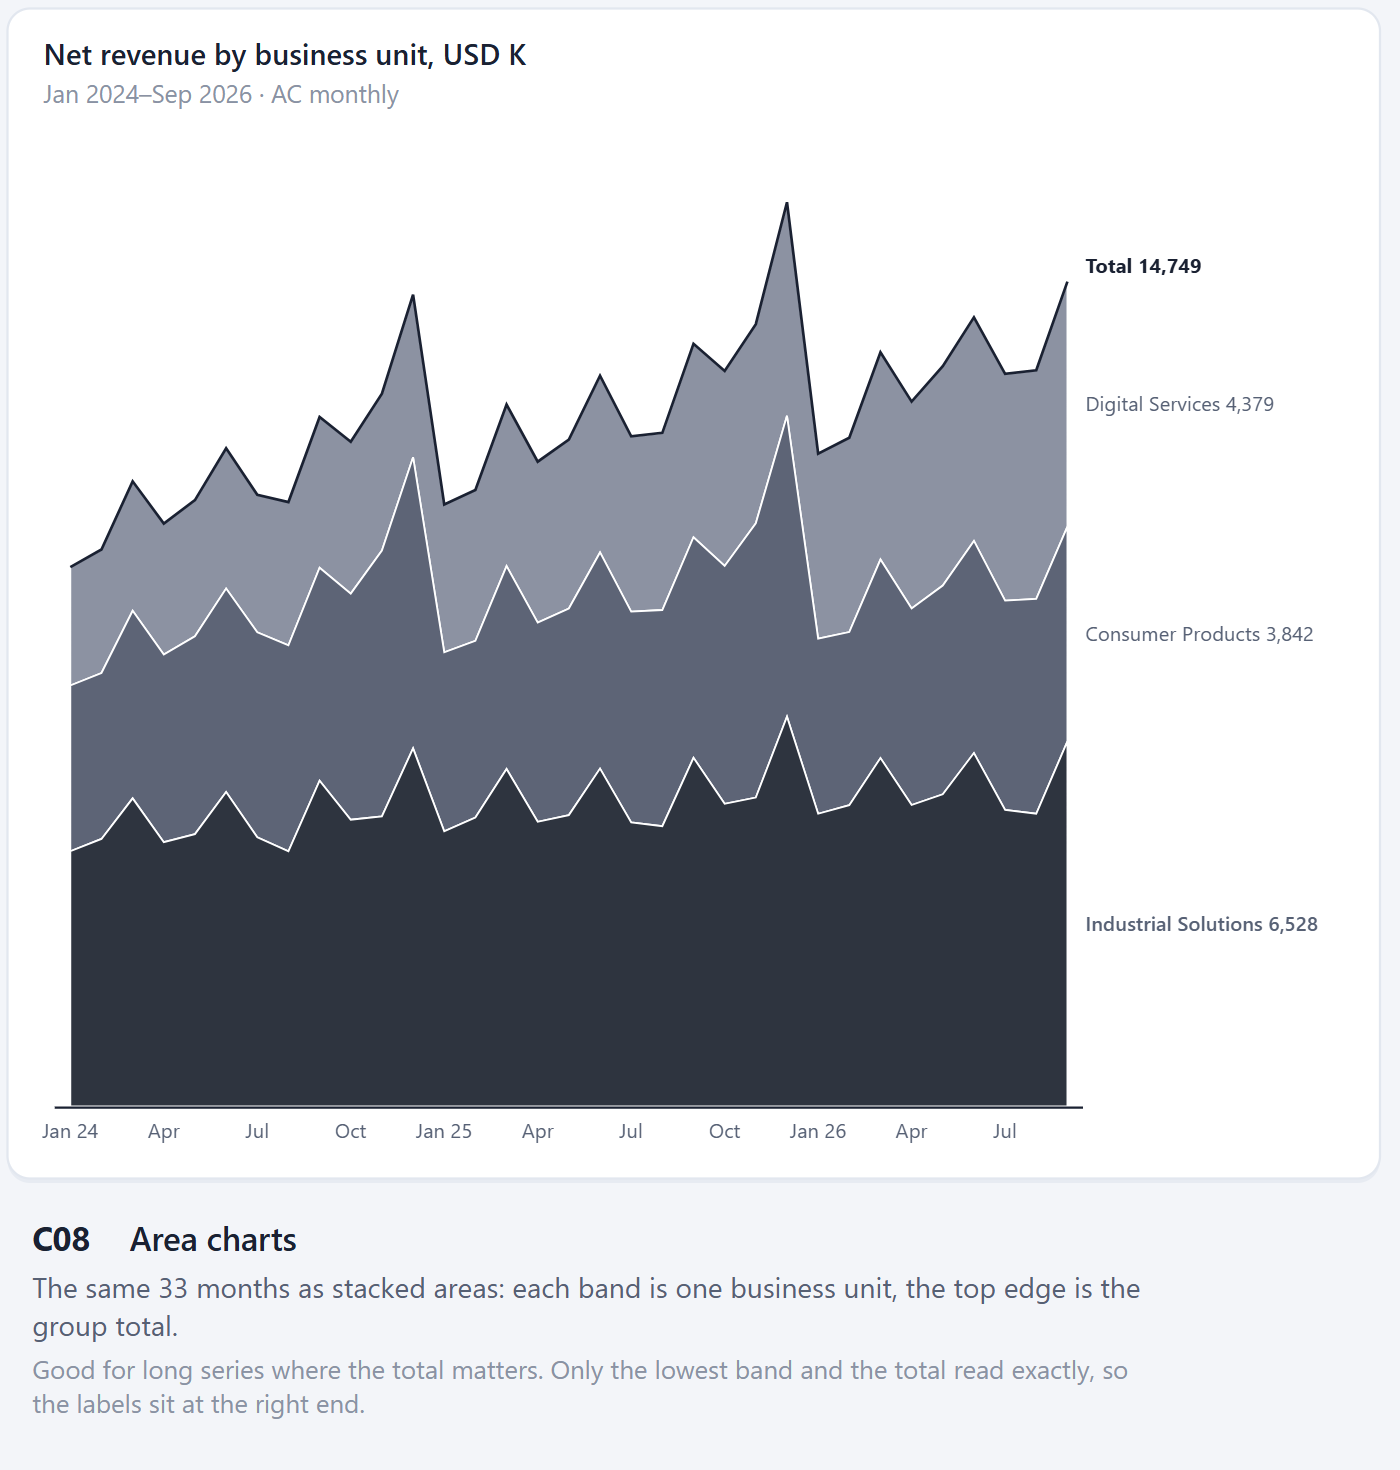 Net revenue by business unit, USD K
Jan 2024–Sep 2026 · AC monthly
Total 14,749
Digital Services 4,379
Consumer Products 3,842
Industrial Solutions 6,528
Jan 24 Apr Jul Oct Jan 25 Apr Jul Oct Jan 26 Apr Jul
C08 Area charts
The same 33 months as stacked areas: each band is one business unit, the top edge is the
group total.
Good for long series where the total matters. Only the lowest band and the total read exactly, so
the labels sit at the right end.